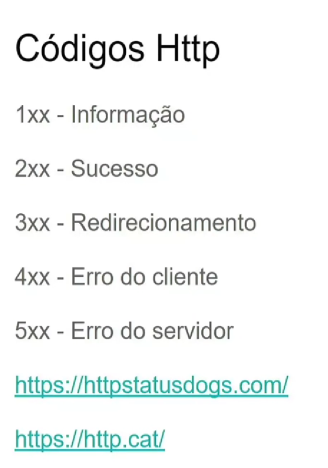 Códigos Http
1xx - Informação
2xx - Sucesso
3xx - Redirecionamento
4xx - Erro do cliente
5xx - Erro do servidor
https://httpstatusdogs.com/
https://http.cat/